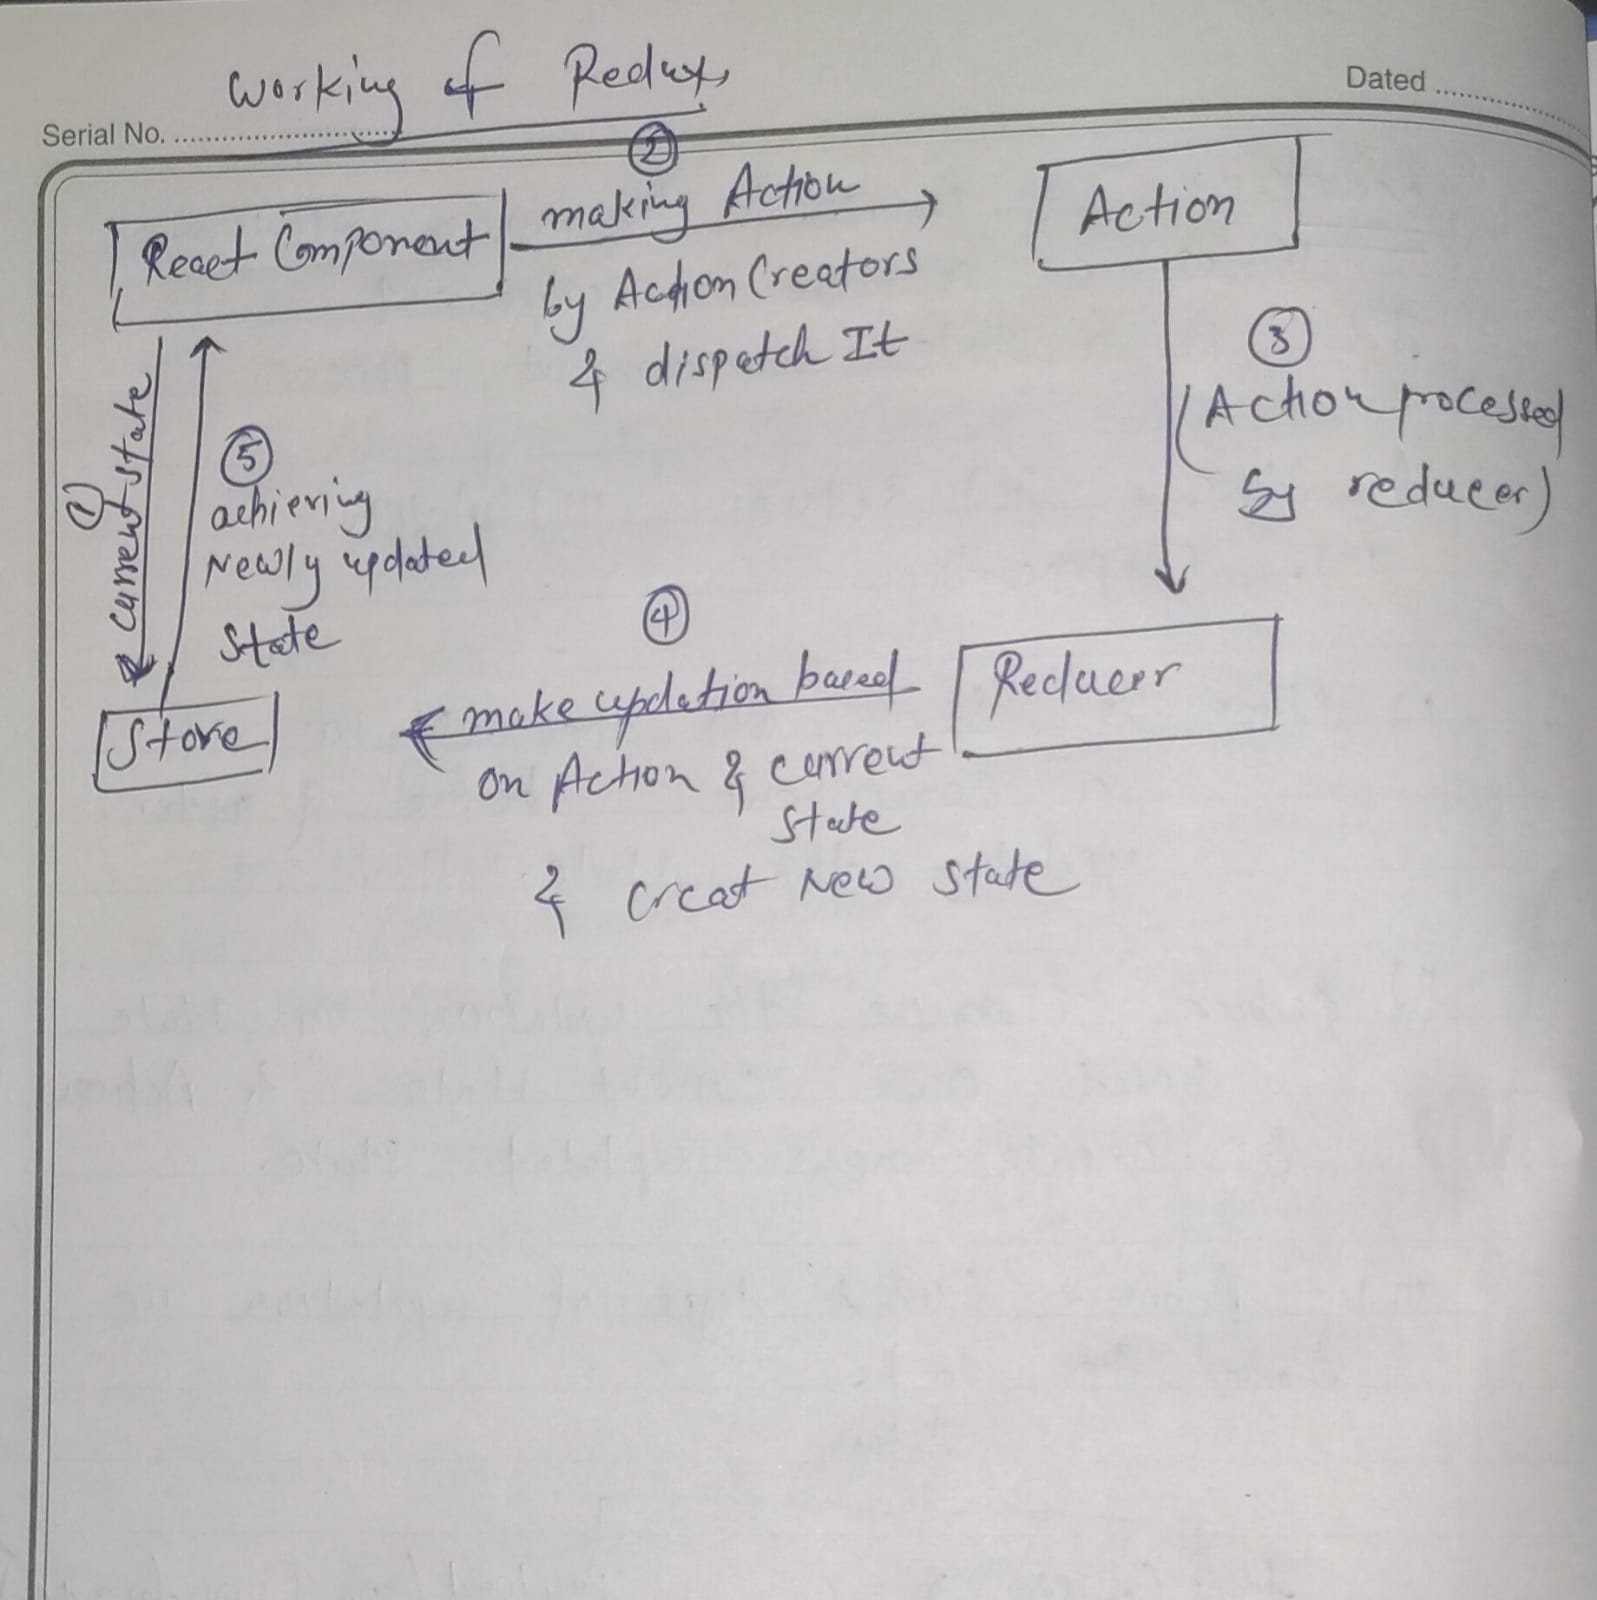 Working of Redux
Dated
Serial No.
②
making Action
Action
React Component
by Action Creators
& dispatch It
③
(Action processed
by reducer)
① current state
⑤
achieving
Newly updated
State
④
make updation based
Reducer
Store
on Action & current
State
& Creat New state